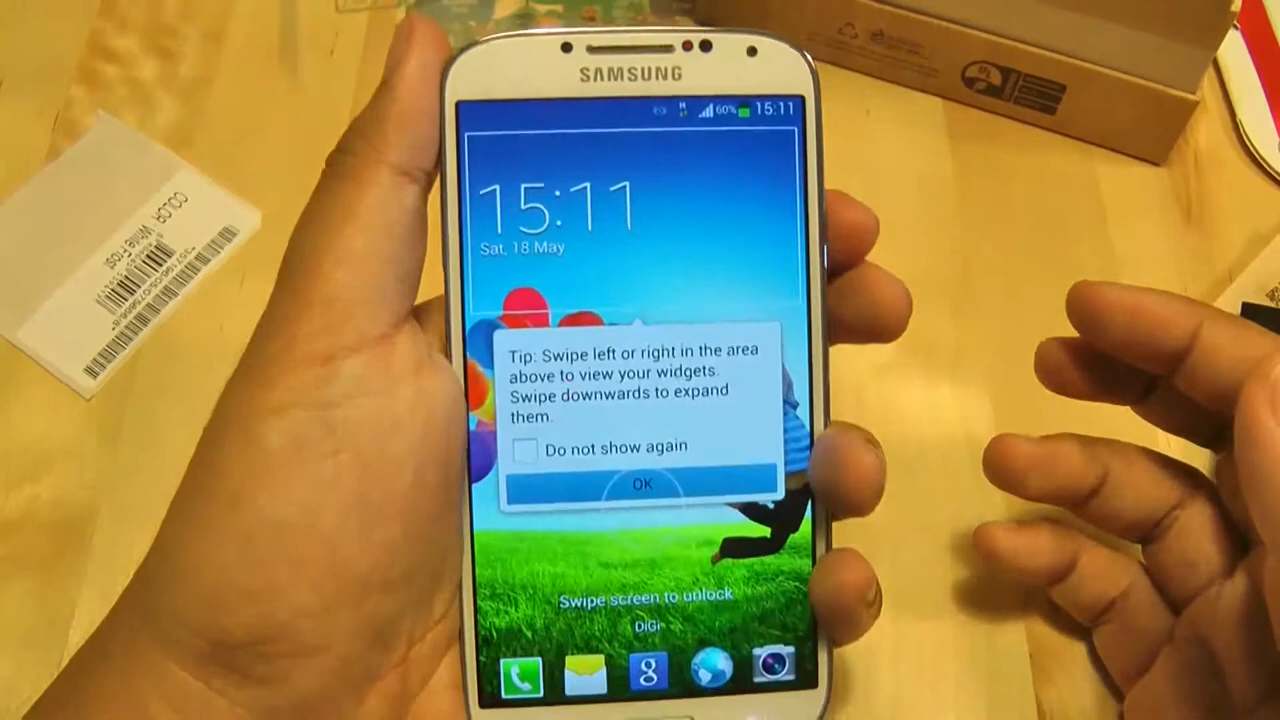 SAMSUNG
60% 15:11
15:11
Sat, 18 May
Tip: Swipe left or right in the area
above to view your widgets.
Swipe downwards to expand
them.
Do not show again
OK
Swipe screen to unlock
DiGi
g
COLOR : White Frost